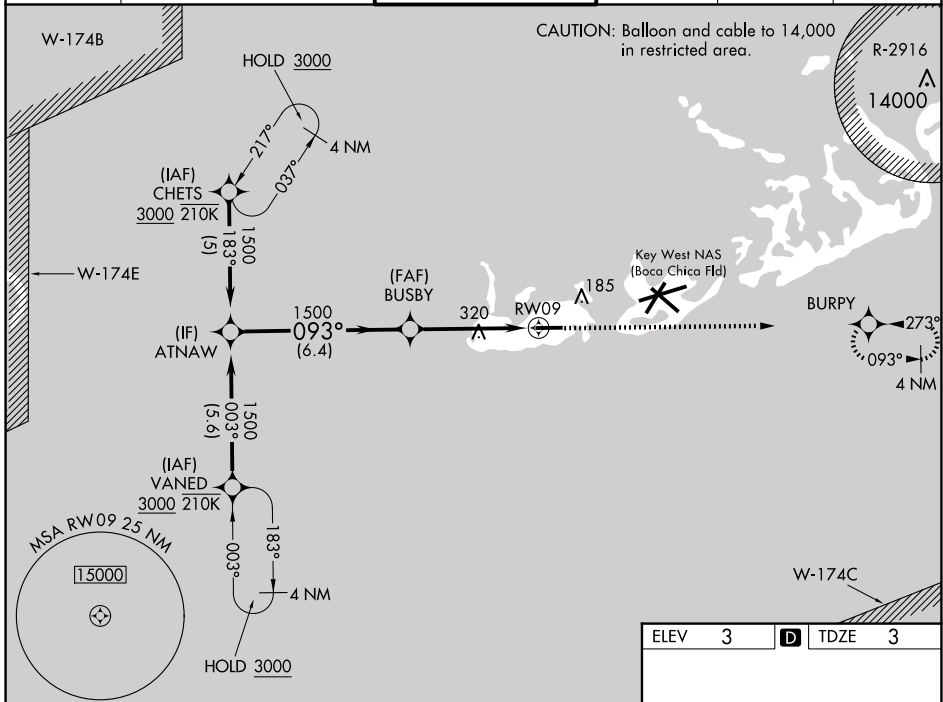 W-174B
CAUTION: Balloon and cable to 14,000
in restricted area.
R-2916
14000
HOLD 3000
217°
037°
4 NM
(IAF)
CHETS
3000 210K
1500
183°
(5)
W-174E
Key West NAS
(Boca Chica Fld)
185
(FAF)
BUSBY
RW09
320
BURPY
1500
093°
(6.4)
(IF)
ATNAW
273°
093°
4 NM
1500
003°
(5.6)
(IAF)
VANED
3000 210K
183°
003°
4 NM
HOLD 3000
MSA RW09 25 NM
15000
W-174C
ELEV 3 D TDZE 3